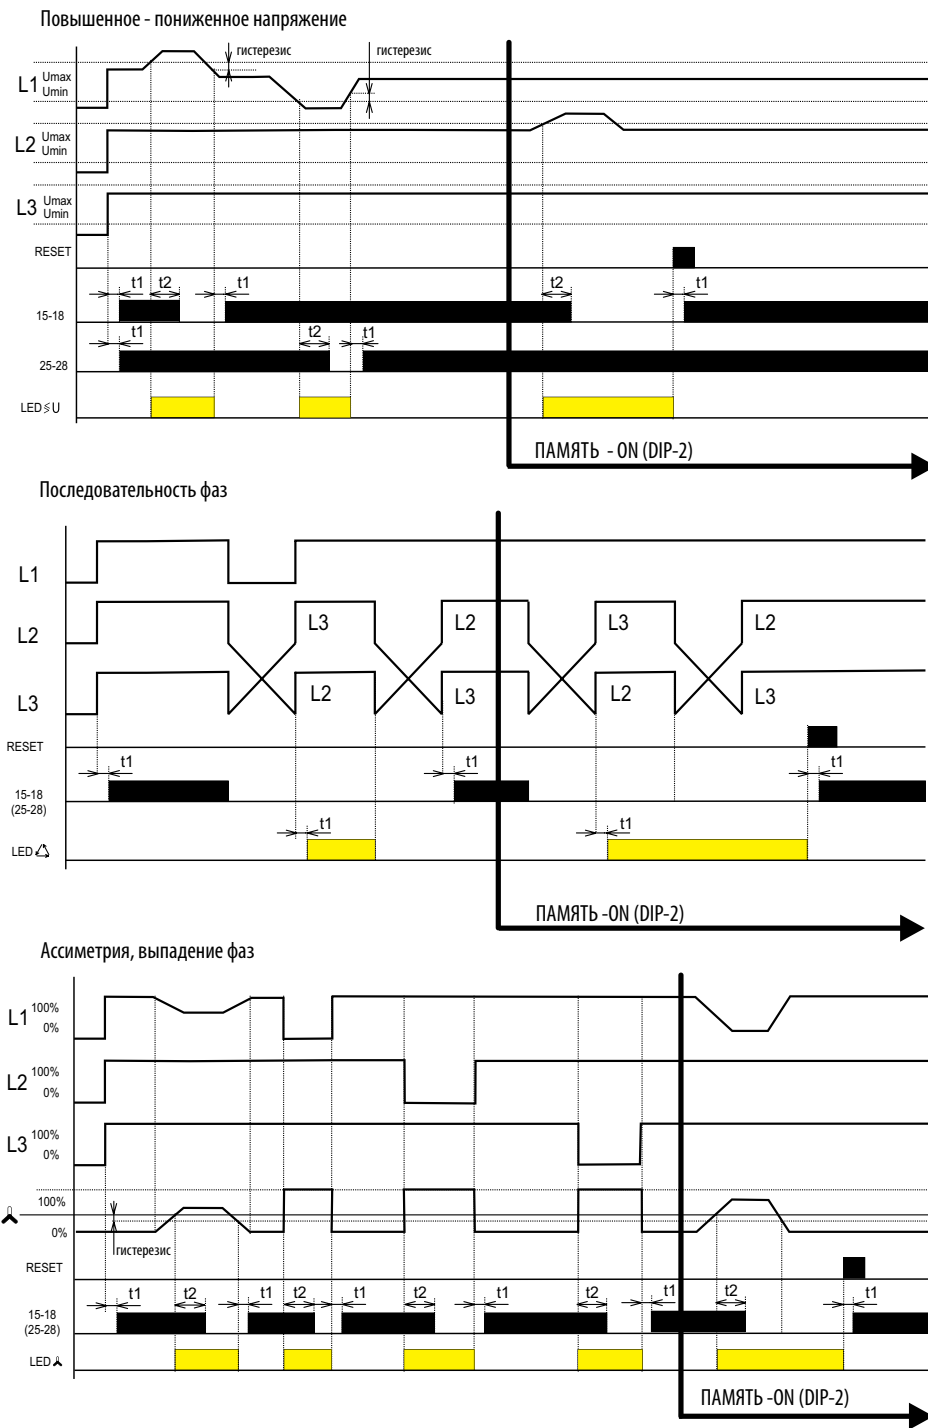 Повышенное - пониженное напряжение
гистерезис
гистерезис
L1 Umax
Umin
L2 Umax
Umin
L3 Umax
Umin
RESET
t1 t2 t1 t2 t1
15-18
t1 t2 t1
25-28
LED ≶ U
ПАМЯТЬ - ON (DIP-2)
Последовательность фаз
L1
L2
L3 L2 L3 L2
L3
L2 L3 L2 L3
RESET
t1 t1 t1
15-18
(25-28)
t1 t1
LED
ПАМЯТЬ -ON (DIP-2)
Ассиметрия, выпадение фаз
L1 100%
0%
L2 100%
0%
L3 100%
0%
100%
0%
гистерезис
RESET
t1 t2 t1 t2 t1 t2 t1 t2 t1 t2 t1
15-18
(25-28)
LED
ПАМЯТЬ -ON (DIP-2)